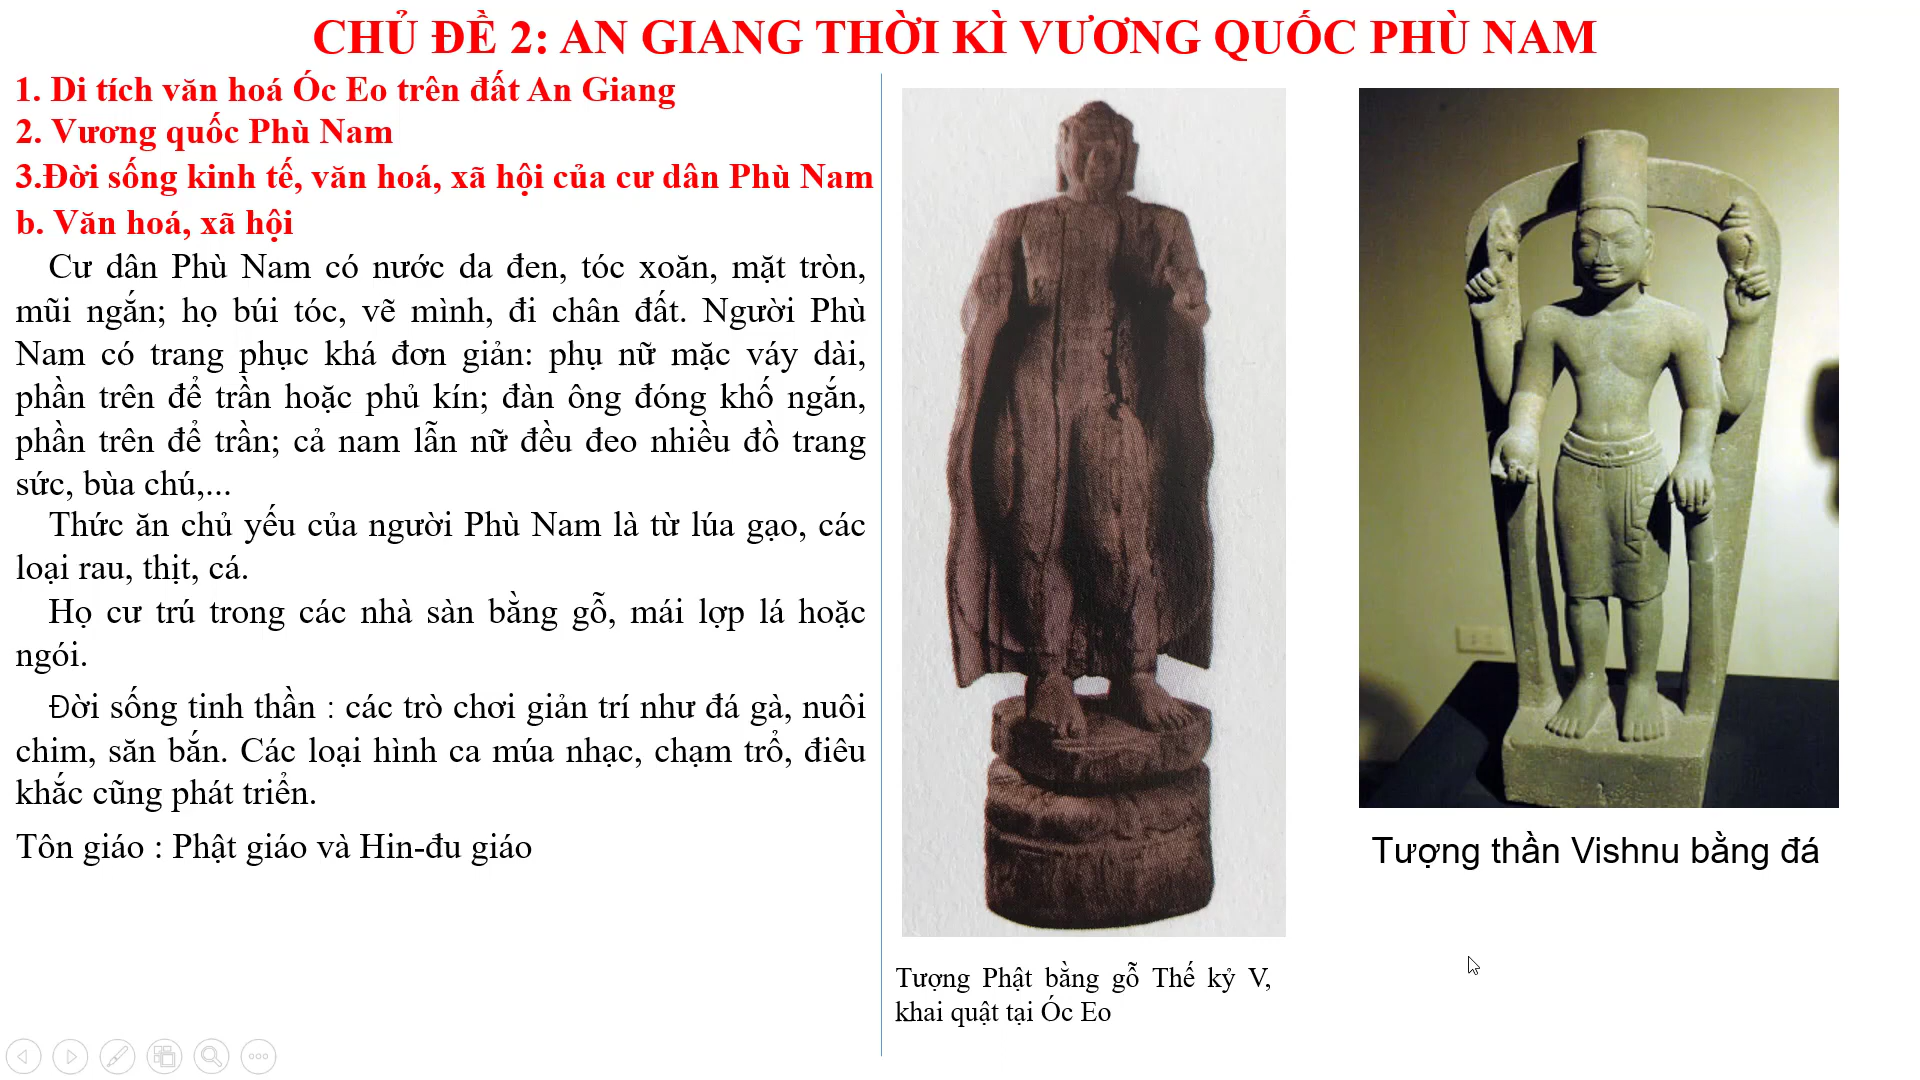 CHỦ ĐỀ 2: AN GIANG THỜI KÌ VƯƠNG QUỐC PHÙ NAM
1. Di tích văn hoá Óc Eo trên đất An Giang
2. Vương quốc Phù Nam
3.Đời sống kinh tế, văn hoá, xã hội của cư dân Phù Nam
b. Văn hoá, xã hội
Cư dân Phù Nam có nước da đen, tóc xoăn, mặt tròn,
mũi ngắn; họ búi tóc, vẽ mình, đi chân đất. Người Phù
Nam có trang phục khá đơn giản: phụ nữ mặc váy dài,
phần trên để trần hoặc phủ kín; đàn ông đóng khố ngắn,
phần trên để trần; cả nam lẫn nữ đều đeo nhiều đồ trang
sức, bùa chú,...
Thức ăn chủ yếu của người Phù Nam là từ lúa gạo, các
loại rau, thịt, cá.
Họ cư trú trong các nhà sàn bằng gỗ, mái lợp lá hoặc
ngói.
Đời sống tinh thần : các trò chơi giản trí như đá gà, nuôi
chim, săn bắn. Các loại hình ca múa nhạc, chạm trổ, điêu
khắc cũng phát triển.
Tôn giáo : Phật giáo và Hin-đu giáo
Tượng Phật bằng gỗ Thế kỷ V,
khai quật tại Óc Eo
Tượng thần Vishnu bằng đá